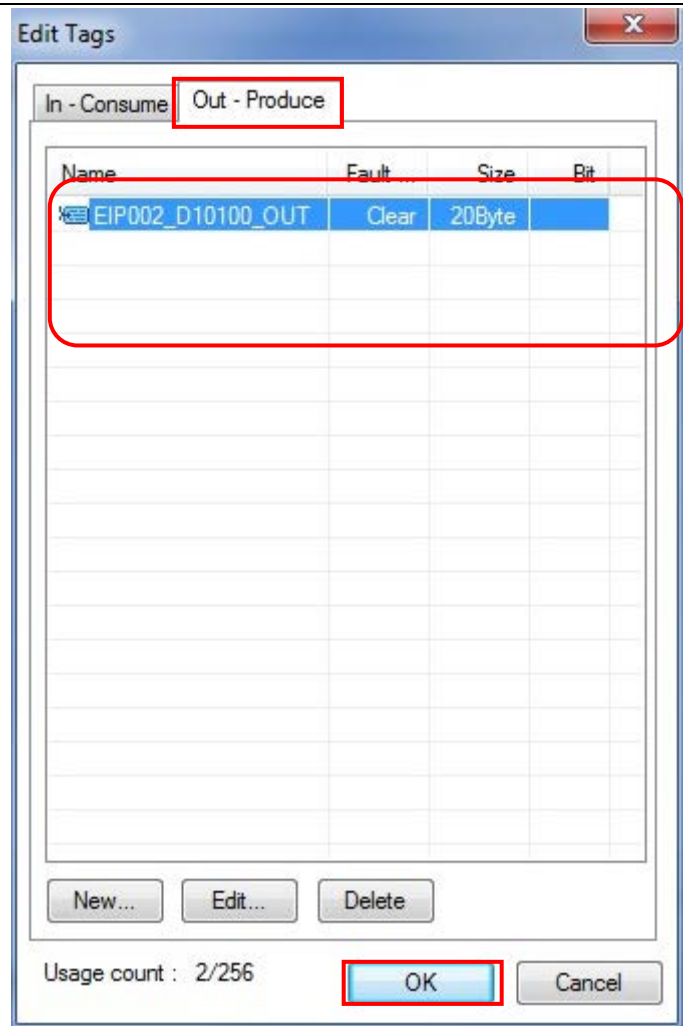 Edit Tags
In - Consume Out - Produce
Name Fault ... Size Bit
EIP002_D10100_OUT Clear 20Byte
New... Edit... Delete
Usage count : 2/256 OK Cancel